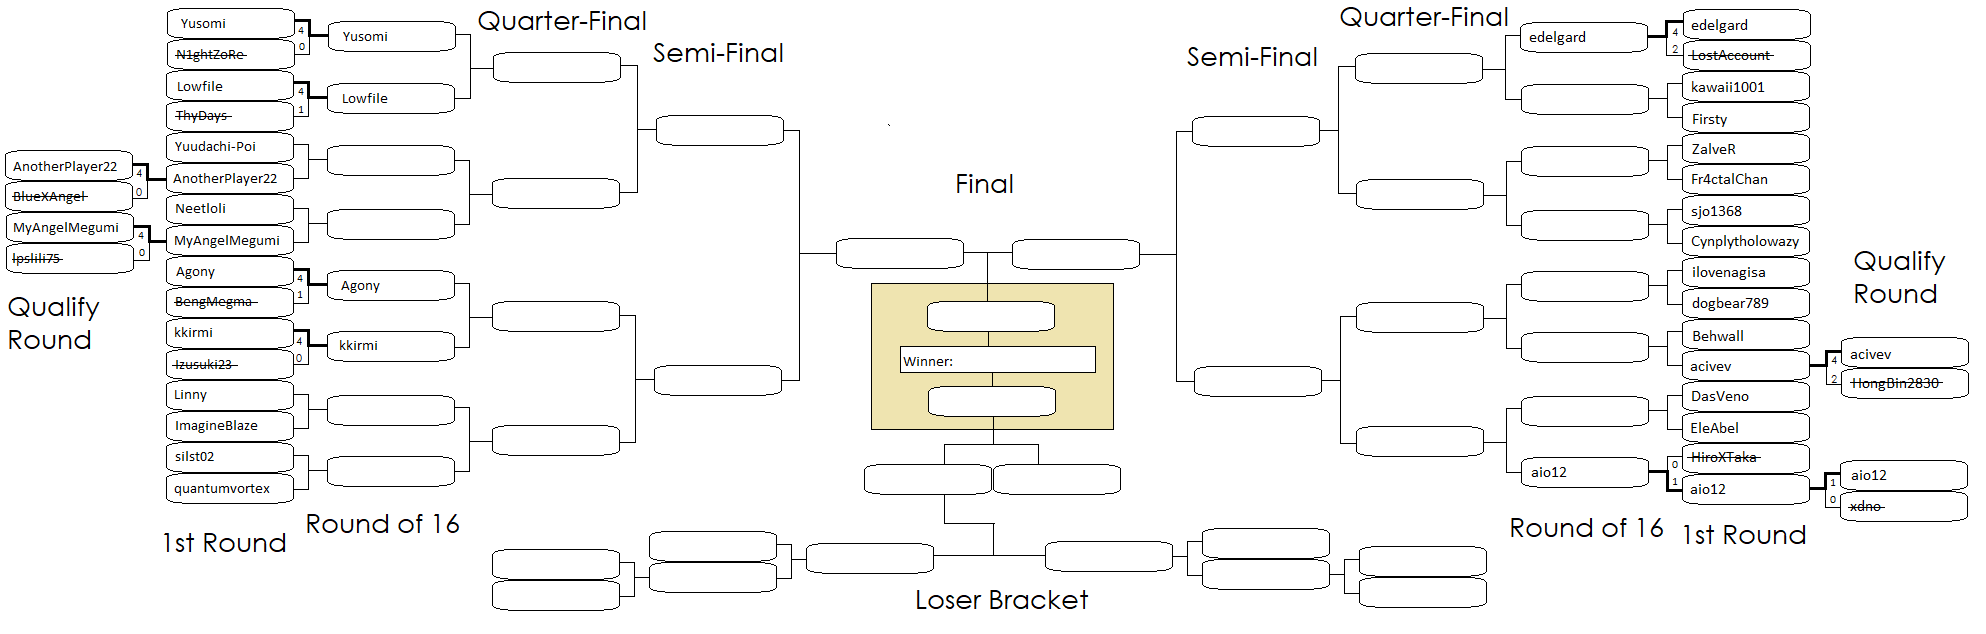 Quarter-Final
Semi-Final
Yusomi
4
N1ghtZoRe
0
Yusomi
Lowfile
4
ThyDays
1
Lowfile
Yuudachi-Poi
AnotherPlayer22
Neetloli
MyAngelMegumi
AnotherPlayer22
4
BlueXAngel
0
MyAngelMegumi
4
lpslili75
0
Qualify
Round
Agony
4
BengMegma
1
Agony
kkirmi
4
Izusuki23
0
kkirmi
Linny
ImagineBlaze
silst02
quantumvortex
1st Round
Round of 16
Final
Winner:
Loser Bracket
Quarter-Final
Semi-Final
edelgard
4
edelgard
2
LostAccount
kawaii1001
Firsty
ZalveR
Fr4ctalChan
sjo1368
Cynplytholowazy
ilovenagisa
dogbear789
Behwall
acivev
Qualify
Round
4
acivev
2
HongBin2830
DasVeno
EleAbel
aio12
0
HiroXTaka
1
aio12
1
aio12
0
xdno
Round of 16
1st Round